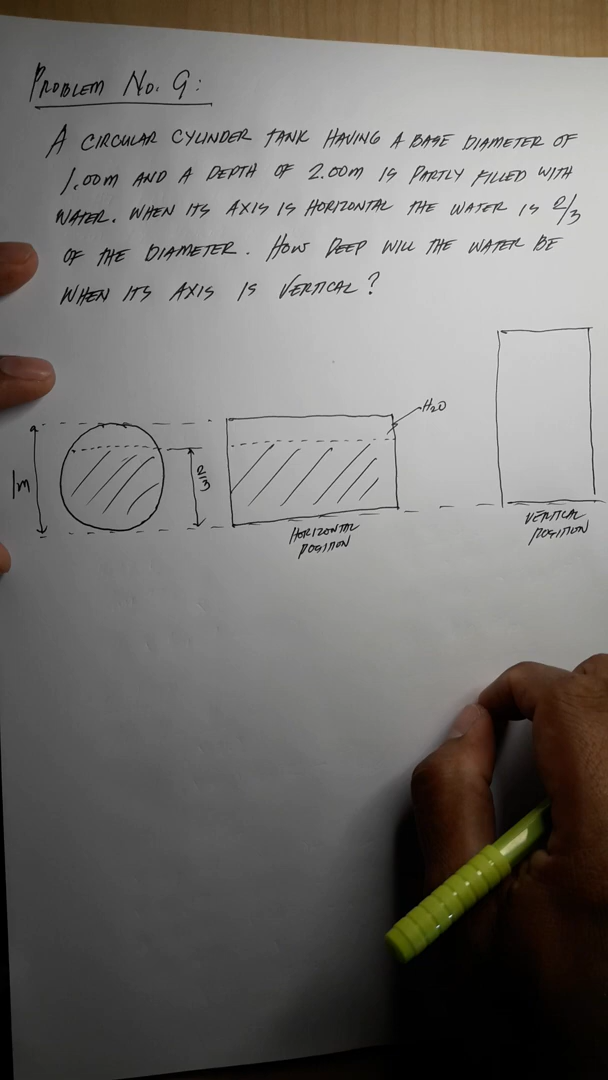 PROBLEM NO. 9:
A CIRCULAR CYLINDER TANK HAVING A BASE DIAMETER OF
1.00M AND A DEPTH OF 2.00M IS PARTLY FILLED WITH
WATER. WHEN ITS AXIS IS HORIZONTAL THE WATER IS 2/3
OF THE DIAMETER. HOW DEEP WILL THE WATER BE
WHEN ITS AXIS IS VERTICAL?
H2O
1m
2/3
HORIZONTAL
POSITION
VERTICAL
POSITION